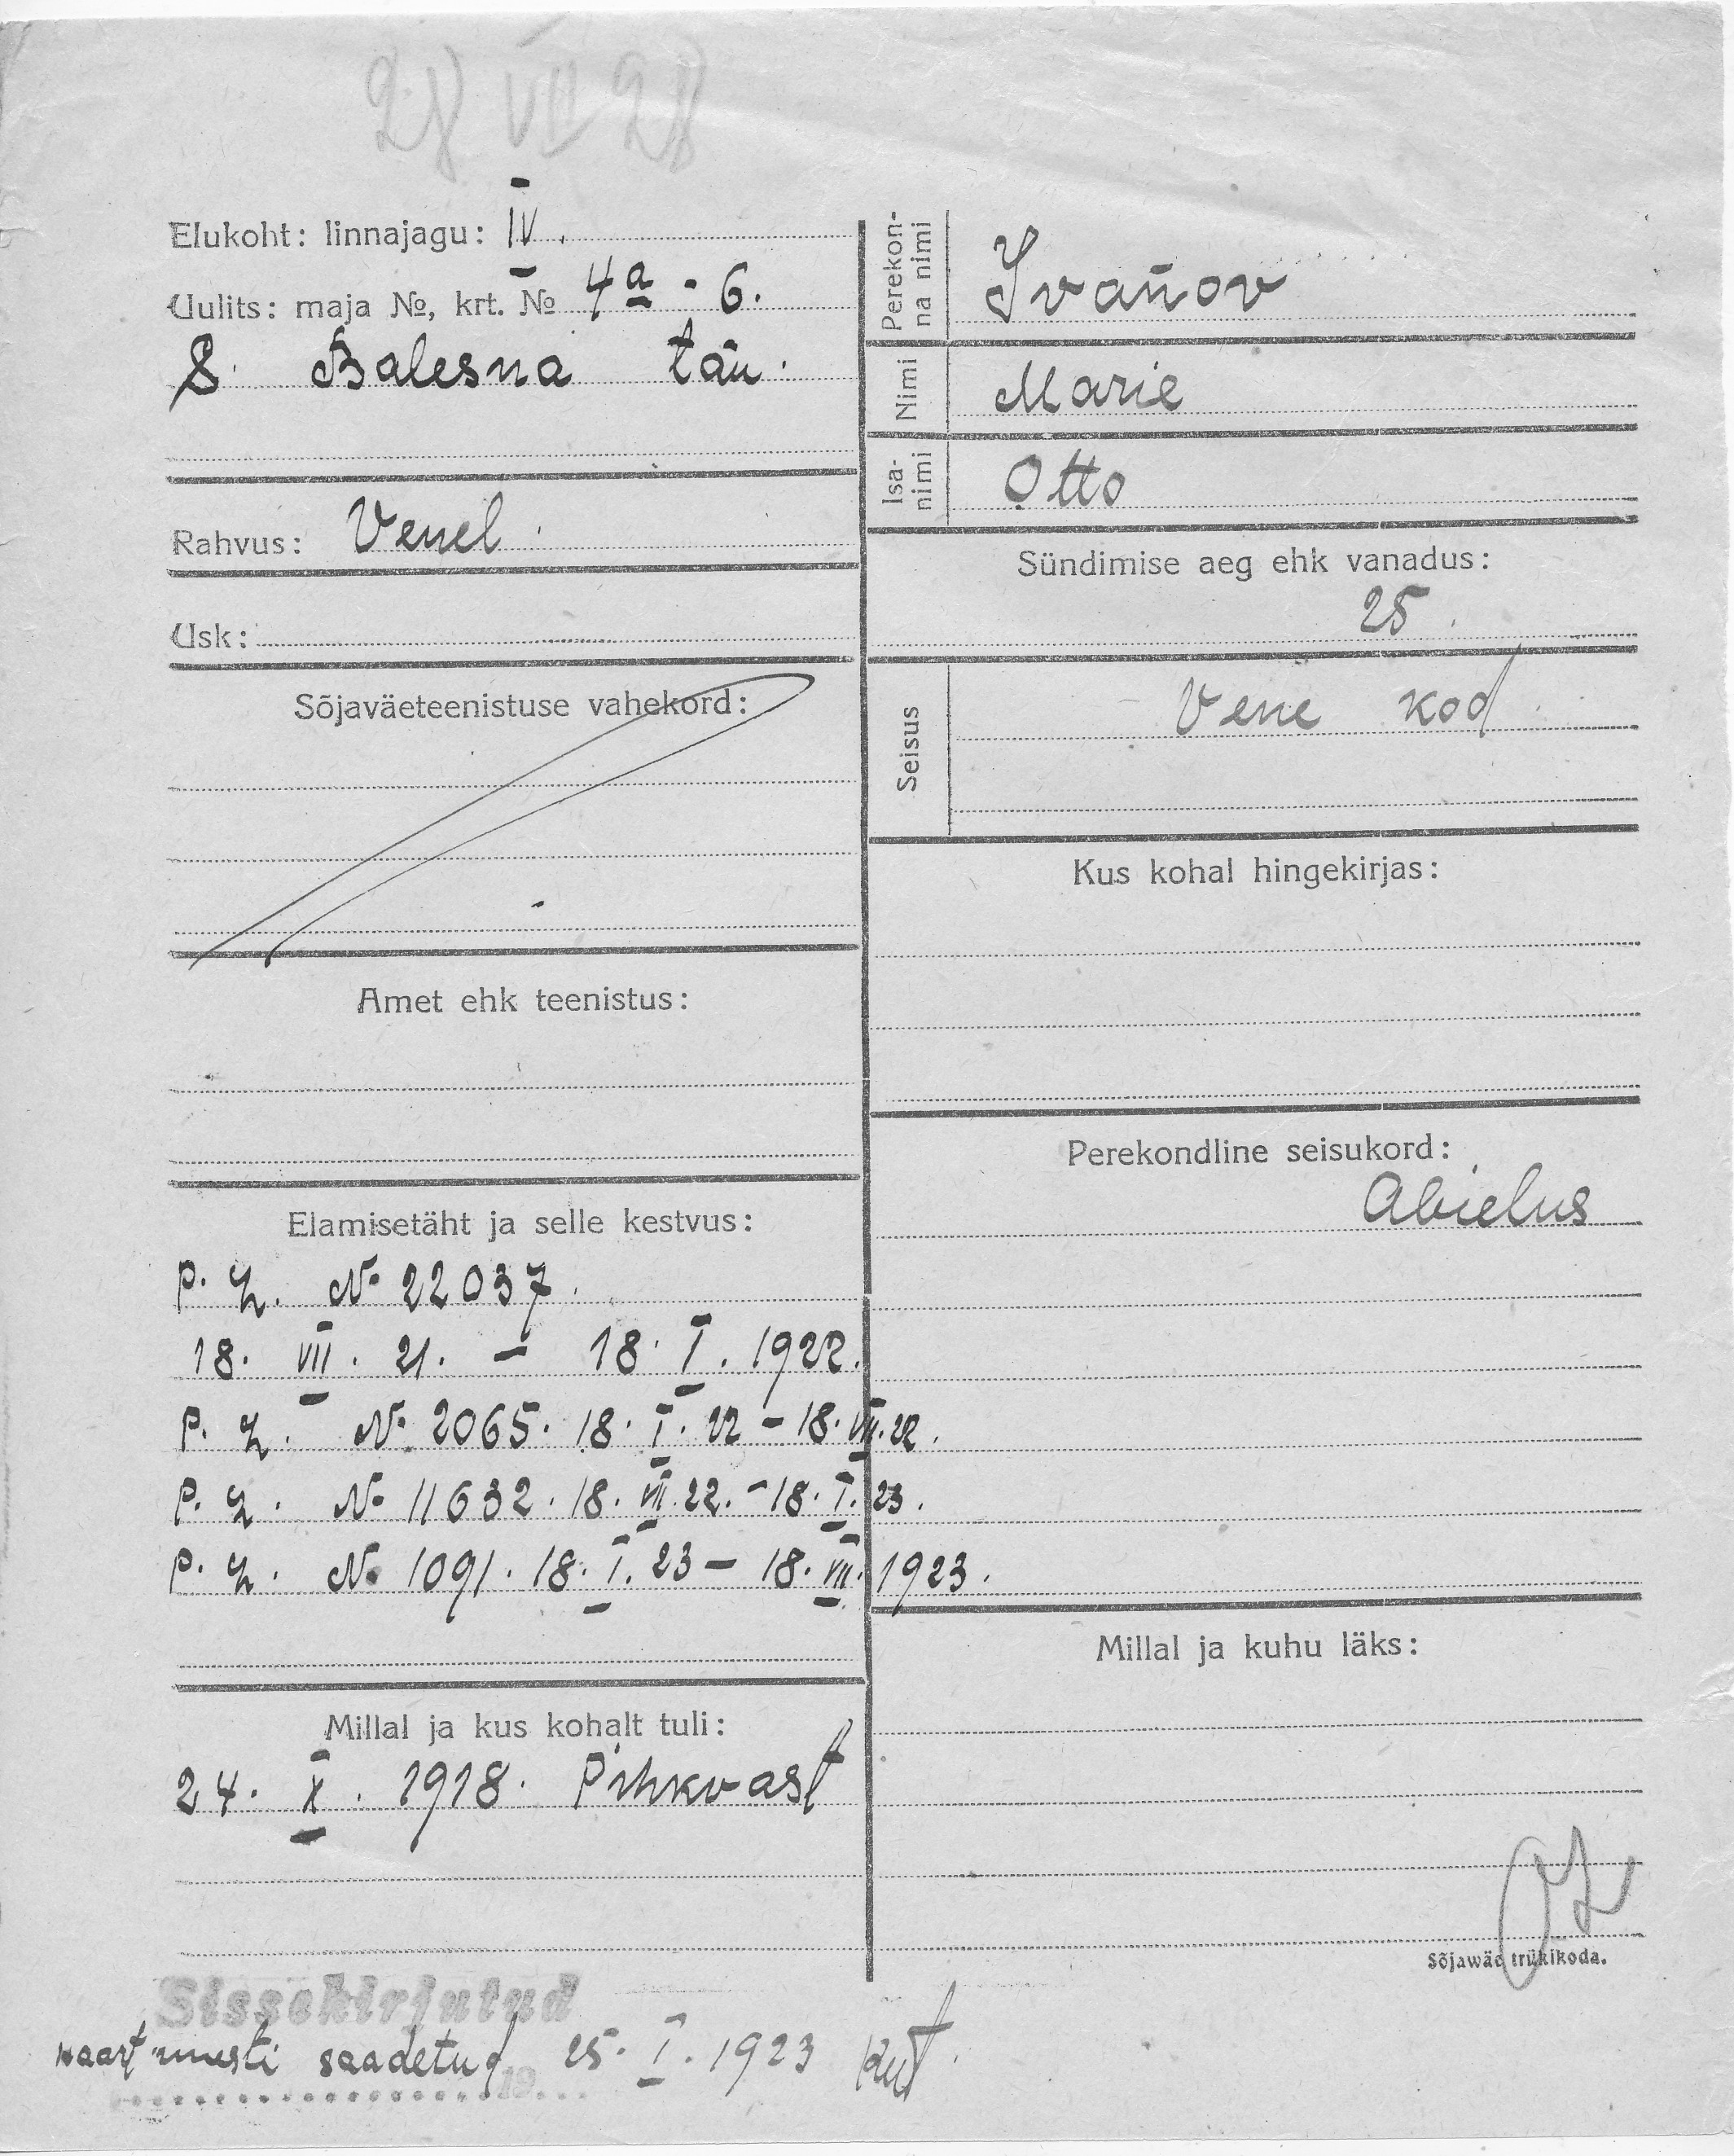 28 VII 28
Elukoht: linnajagu: IV.
Uulits: maja №, krt. № 4a - 6.
S. Balesna tän.
Rahvus: Venel.
Usk:
Sõjaväeteenistuse vahekord:
Amet ehk teenistus:
Elamisetäht ja selle kestvus:
P. L. № 22037.
18. VII. 21. – 18. I. 1922.
P. L. № 2065. 18. I. 22 – 18. VII. 22.
P. L. № 11632. 18. VII. 22. – 18. I. 23.
P. L. № 1091. 18. I. 23 – 18. VII. 1923.
Millal ja kus kohalt tuli:
24. X. 1918. Pihkvast
Perekon-
na nimi
Ivanov
Nimi
Marie
Isa-
nimi
Otto
Sündimise aeg ehk vanadus:
25.
Seisus
Vene kod.
Kus kohal hingekirjas:
Perekondline seisukord:
Abielus
Millal ja kuhu läks:
Sõjawäe trükikoda.
Sissekirjutud
kaart uuesti saadetud 25. I. 1923
19...